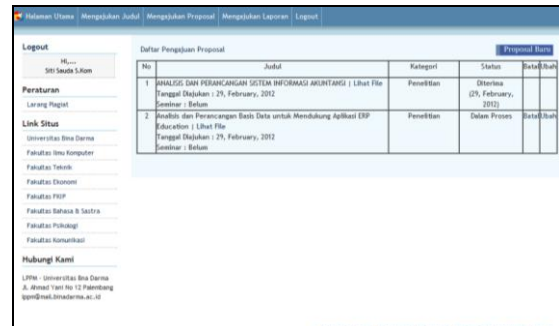 Halaman Utama Mengajukan Judul Mengajukan Proposal Mengajukan Laporan Logout
Logout
Hi,....
Siti Sauda S.Kom
Peraturan
Larang Plagiat
Link Situs
Universitas Bina Darma
Fakultas Ilmu Komputer
Fakultas Teknik
Fakultas Ekonomi
Fakultas FKIP
Fakultas Bahasa & Sastra
Fakultas Psikologi
Fakultas Komunikasi
Hubungi Kami
LPPM - Universitas Bina Darma
JL. Ahmad Yani No 12 Palembang
lppm@mail.binadarma.ac.id
Daftar Pengajuan Proposal
Proposal Baru
No Judul Kategori Status Batal Ubah
1 ANALISIS DAN PERANCANGAN SISTEM INFORMASI AKUNTANSI | Lihat File Penelitian Diterima Ubah
Tanggal Diajukan : 29, February, 2012 (29, February,
Seminar : Belum 2012)
2 Analisis dan Perancangan Basis Data untuk Mendukung Aplikasi ERP Penelitian Dalam Proses Batal Ubah
Education | Lihat File
Tanggal Diajukan : 29, February, 2012
Seminar : Belum